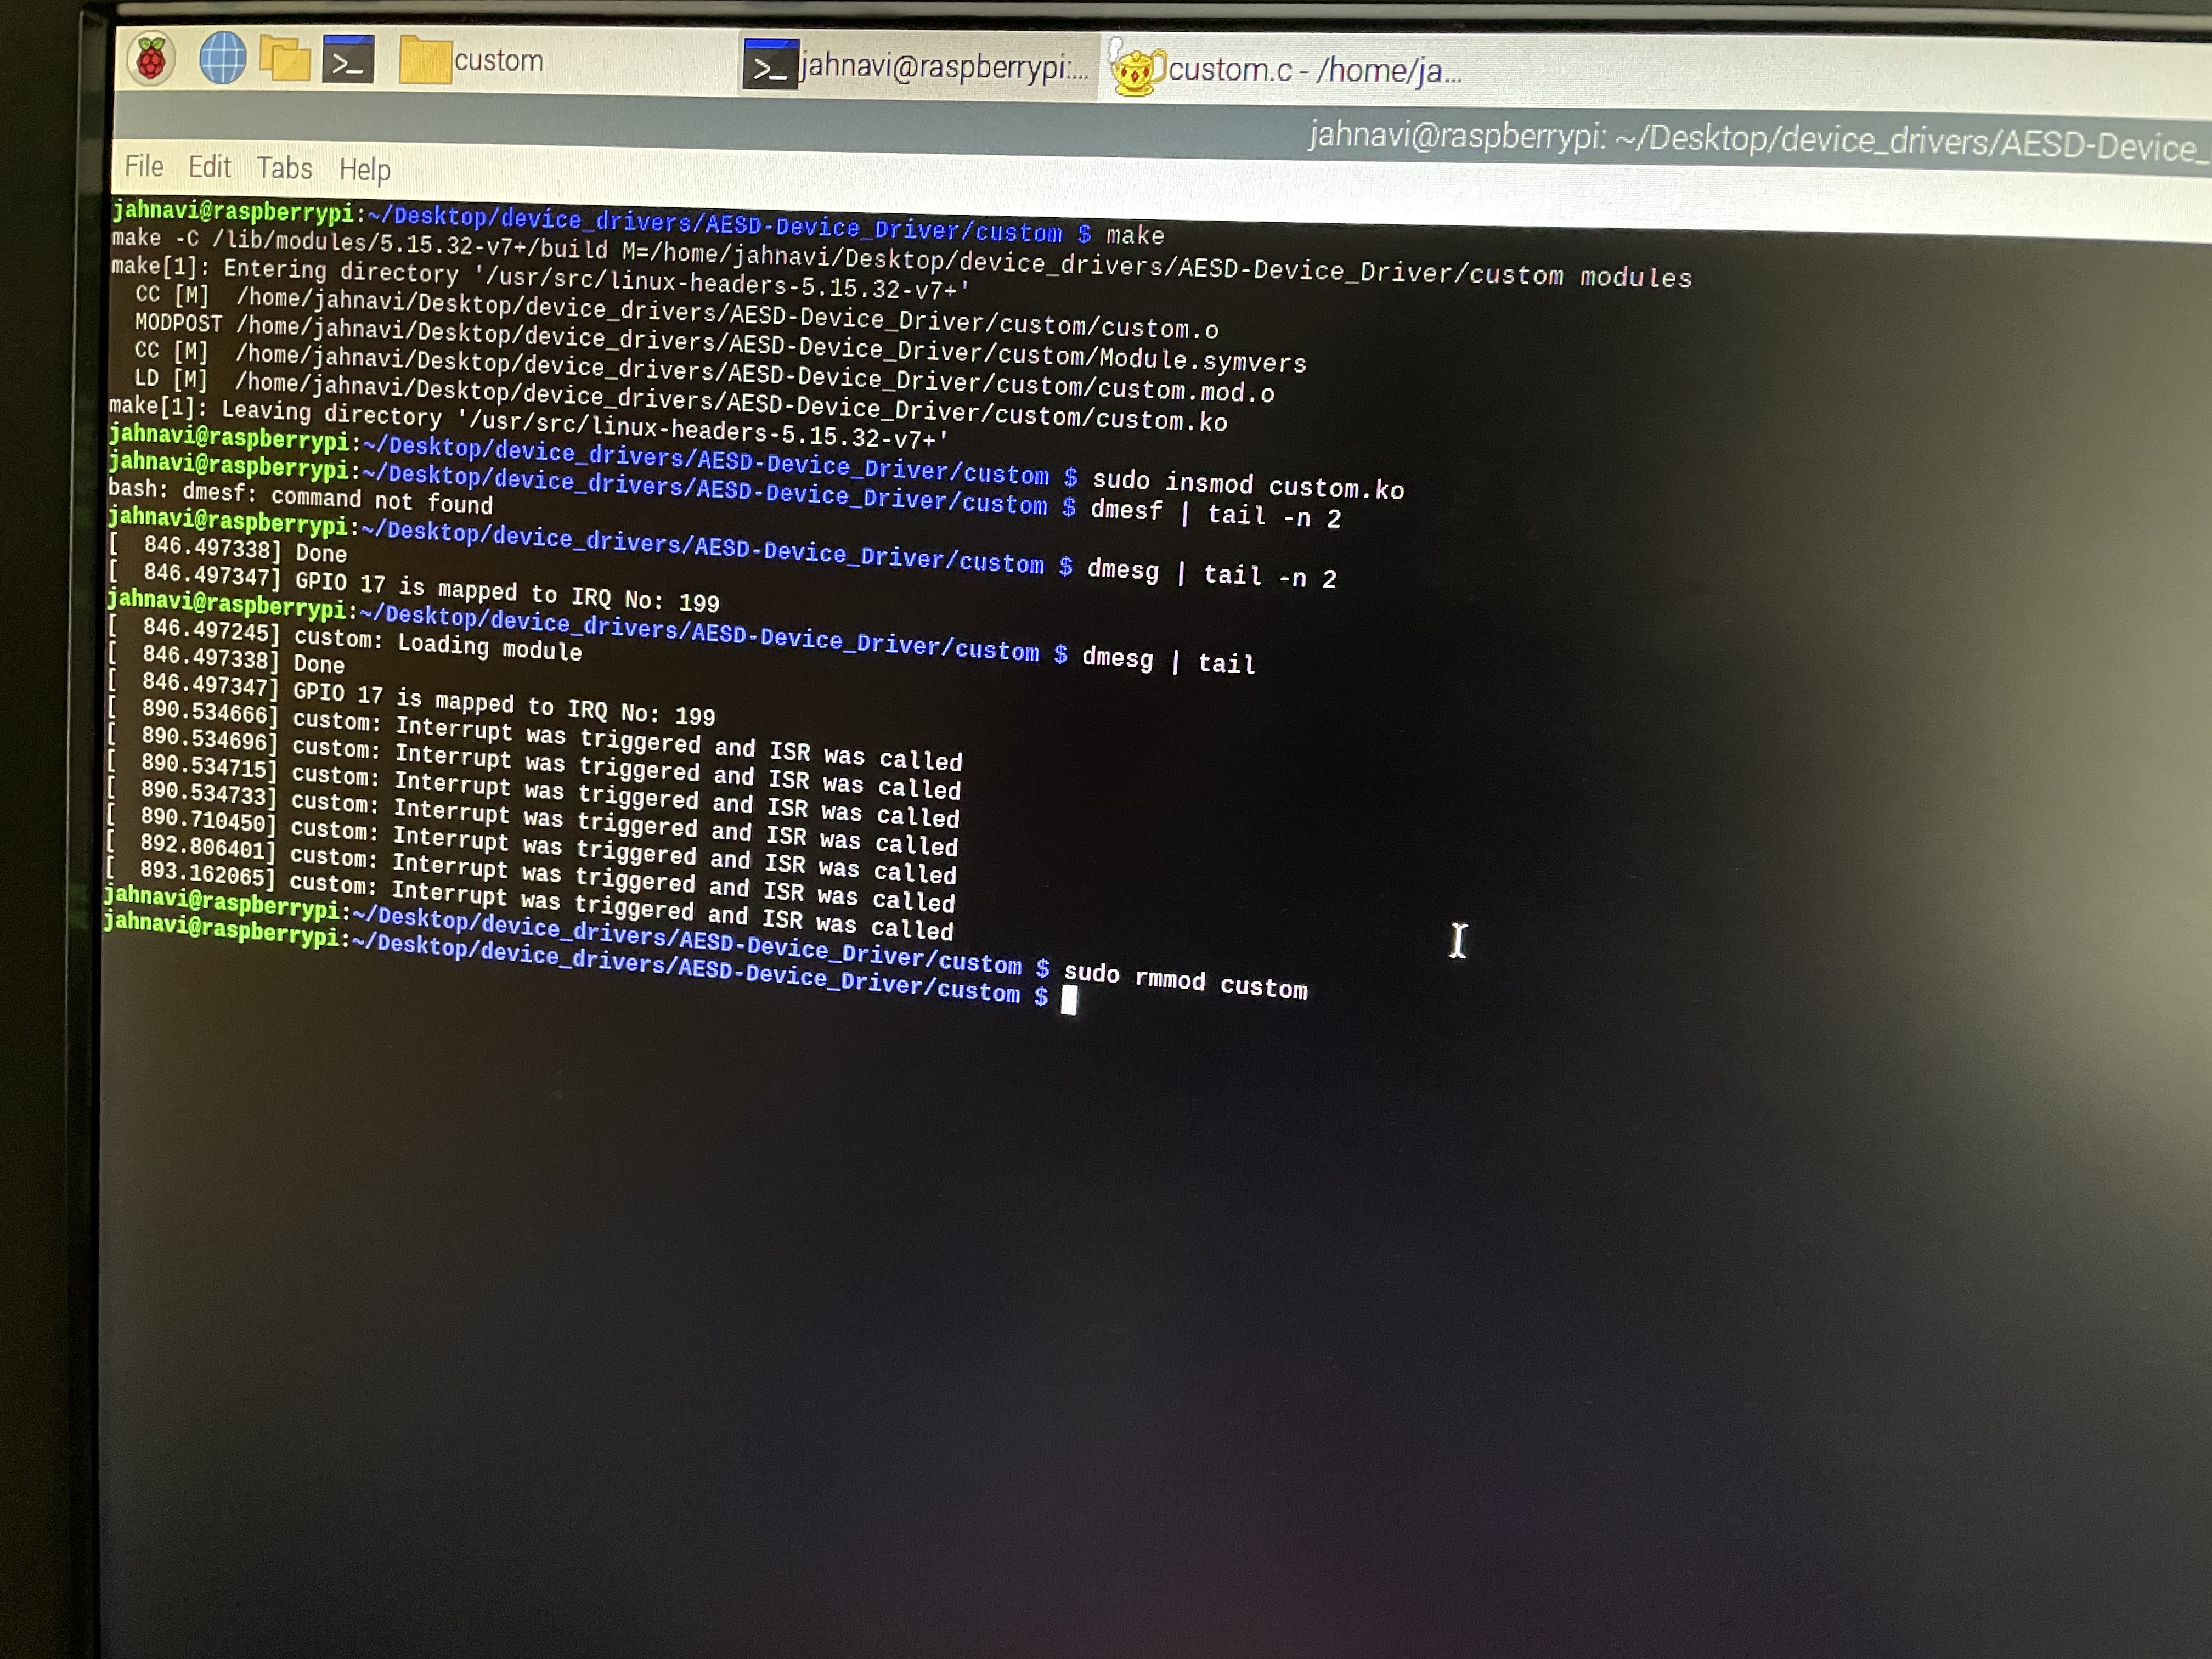 custom
jahnavi@raspberrypi:...
custom.c - /home/ja...
jahnavi@raspberrypi: ~/Desktop/device_drivers/AESD-Device_
File Edit Tabs Help
jahnavi@raspberrypi:~/Desktop/device_drivers/AESD-Device_Driver/custom $ make
make -C /lib/modules/5.15.32-v7+/build M=/home/jahnavi/Desktop/device_drivers/AESD-Device_Driver/custom modules
make[1]: Entering directory '/usr/src/linux-headers-5.15.32-v7+'
  CC [M]  /home/jahnavi/Desktop/device_drivers/AESD-Device_Driver/custom/custom.o
  MODPOST /home/jahnavi/Desktop/device_drivers/AESD-Device_Driver/custom/Module.symvers
  CC [M]  /home/jahnavi/Desktop/device_drivers/AESD-Device_Driver/custom/custom.mod.o
  LD [M]  /home/jahnavi/Desktop/device_drivers/AESD-Device_Driver/custom/custom.ko
make[1]: Leaving directory '/usr/src/linux-headers-5.15.32-v7+'
jahnavi@raspberrypi:~/Desktop/device_drivers/AESD-Device_Driver/custom $ sudo insmod custom.ko
jahnavi@raspberrypi:~/Desktop/device_drivers/AESD-Device_Driver/custom $ dmesf | tail -n 2
bash: dmesf: command not found
jahnavi@raspberrypi:~/Desktop/device_drivers/AESD-Device_Driver/custom $ dmesg | tail -n 2
[  846.497338] Done
[  846.497347] GPIO 17 is mapped to IRQ No: 199
jahnavi@raspberrypi:~/Desktop/device_drivers/AESD-Device_Driver/custom $ dmesg | tail
[  846.497245] custom: Loading module
[  846.497338] Done
[  846.497347] GPIO 17 is mapped to IRQ No: 199
[  890.534666] custom: Interrupt was triggered and ISR was called
[  890.534696] custom: Interrupt was triggered and ISR was called
[  890.534715] custom: Interrupt was triggered and ISR was called
[  890.534733] custom: Interrupt was triggered and ISR was called
[  890.710450] custom: Interrupt was triggered and ISR was called
[  892.806401] custom: Interrupt was triggered and ISR was called
[  893.162065] custom: Interrupt was triggered and ISR was called
jahnavi@raspberrypi:~/Desktop/device_drivers/AESD-Device_Driver/custom $ sudo rmmod custom
jahnavi@raspberrypi:~/Desktop/device_drivers/AESD-Device_Driver/custom $